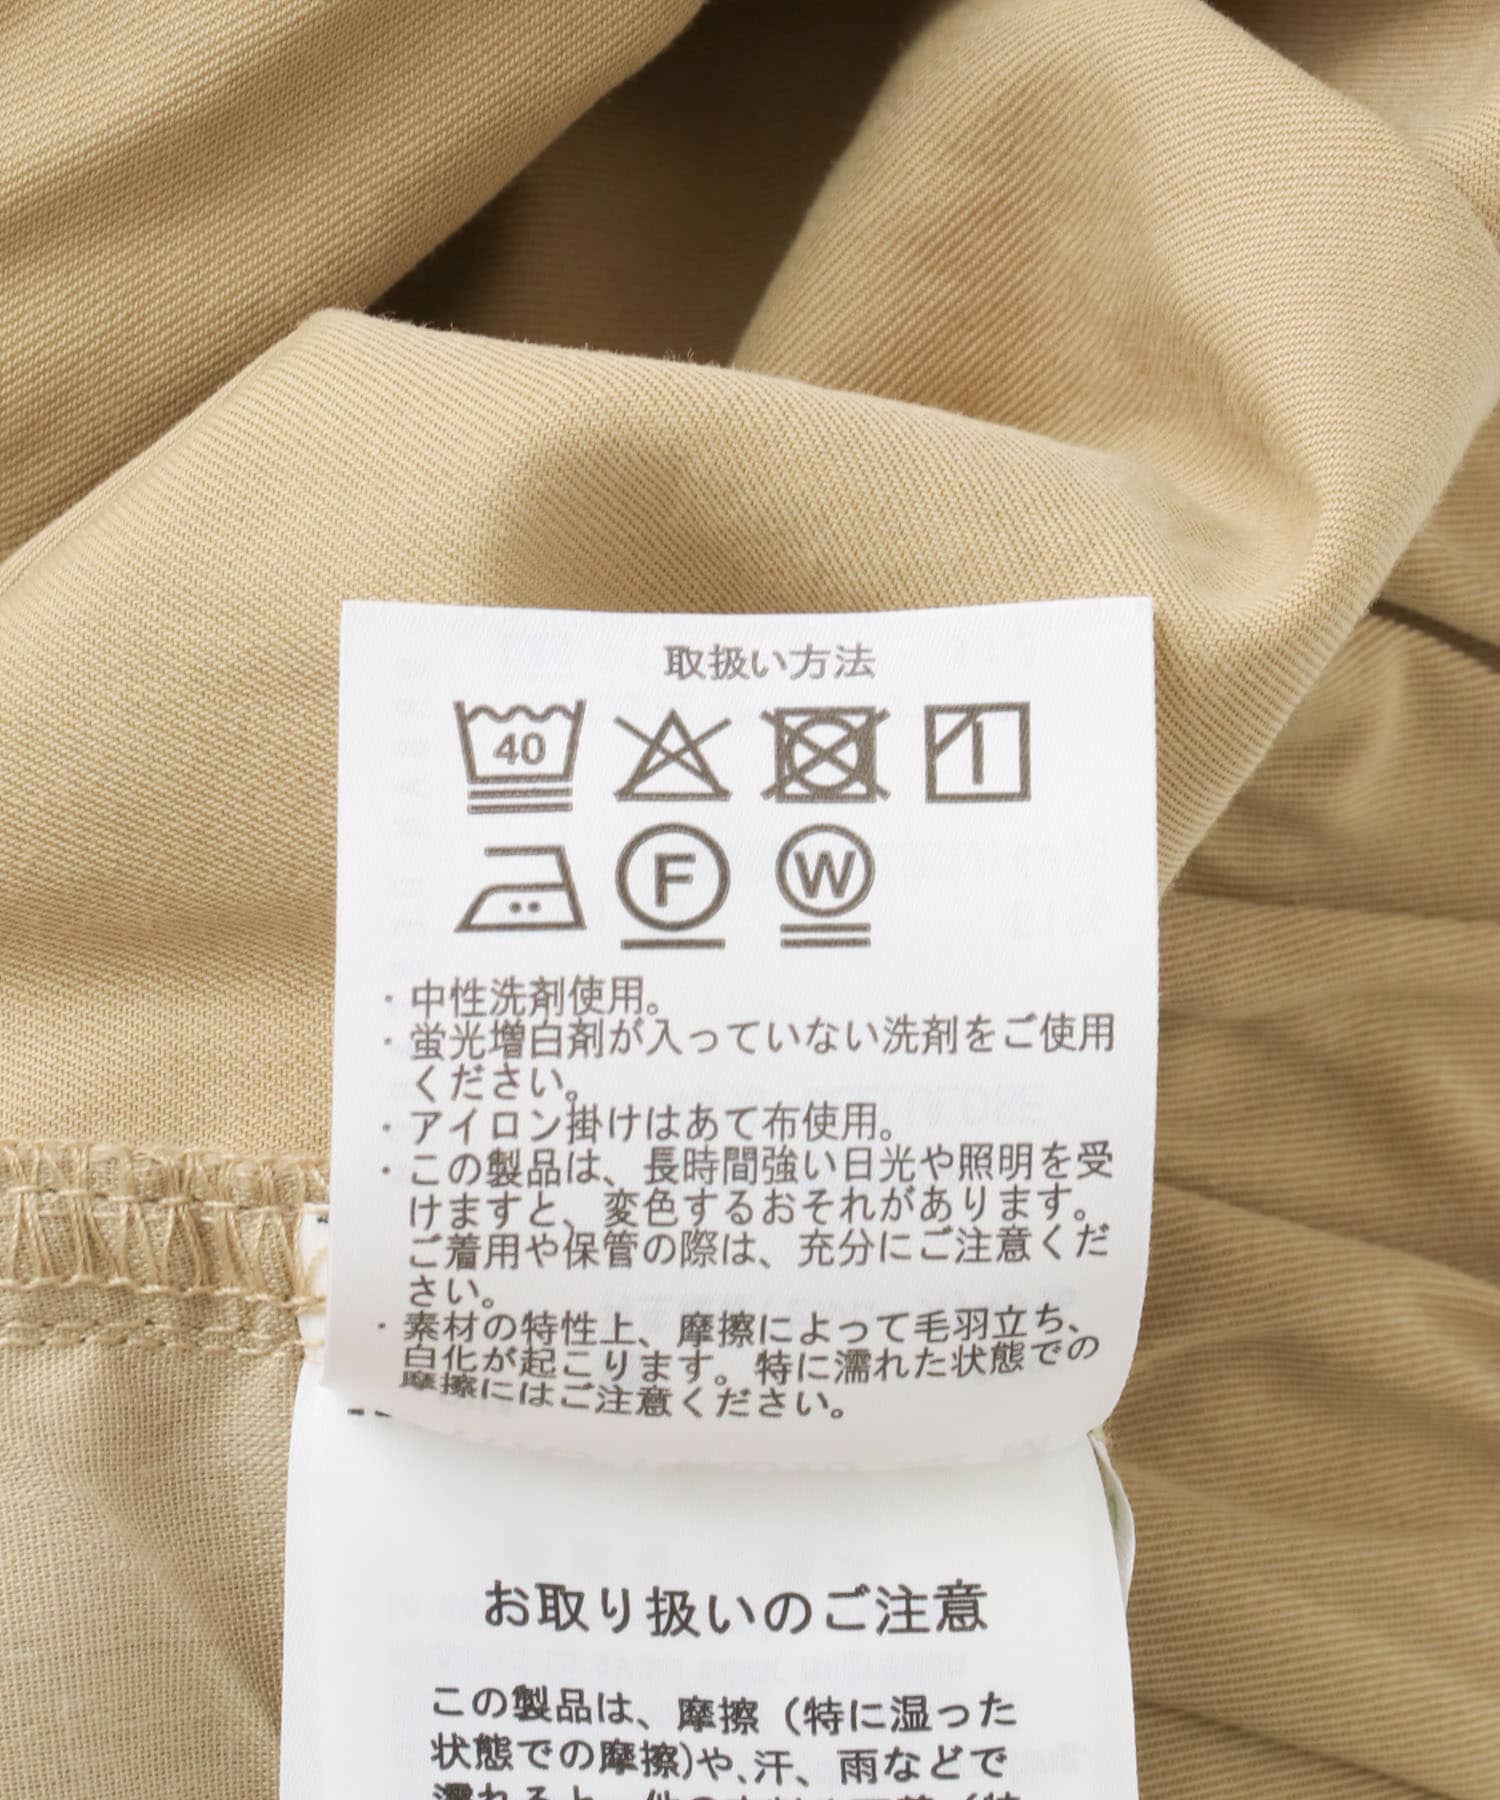 取扱い方法
40
F W
・中性洗剤使用。
・蛍光増白剤が入っていない洗剤をご使用
ください。
・アイロン掛けはあて布使用。
・この製品は、長時間強い日光や照明を受
けますと、変色するおそれがあります。
ご着用や保管の際は、充分にご注意くだ
さい。
・素材の特性上、摩擦によって毛羽立ち、
白化が起こります。特に濡れた状態での
摩擦にはご注意ください。
お取り扱いのご注意
この製品は、摩擦（特に湿った
状態での摩擦)や､汗、雨などで